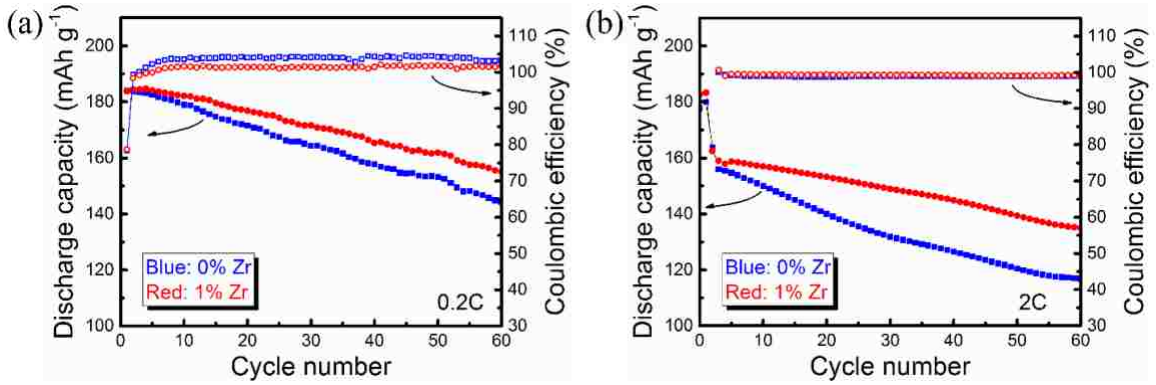 (a)
Discharge capacity (mAh g⁻¹)
200
180
160
140
120
100
110
100
90
80
70
60
50
40
30
Coulombic efficiency (%)
Blue: 0% Zr
Red: 1% Zr
0.2C
0 10 20 30 40 50 60
Cycle number
(b)
Discharge capacity (mAh g⁻¹)
200
180
160
140
120
100
110
100
90
80
70
60
50
40
30
Coulombic efficiency (%)
Blue: 0% Zr
Red: 1% Zr
2C
0 10 20 30 40 50 60
Cycle number